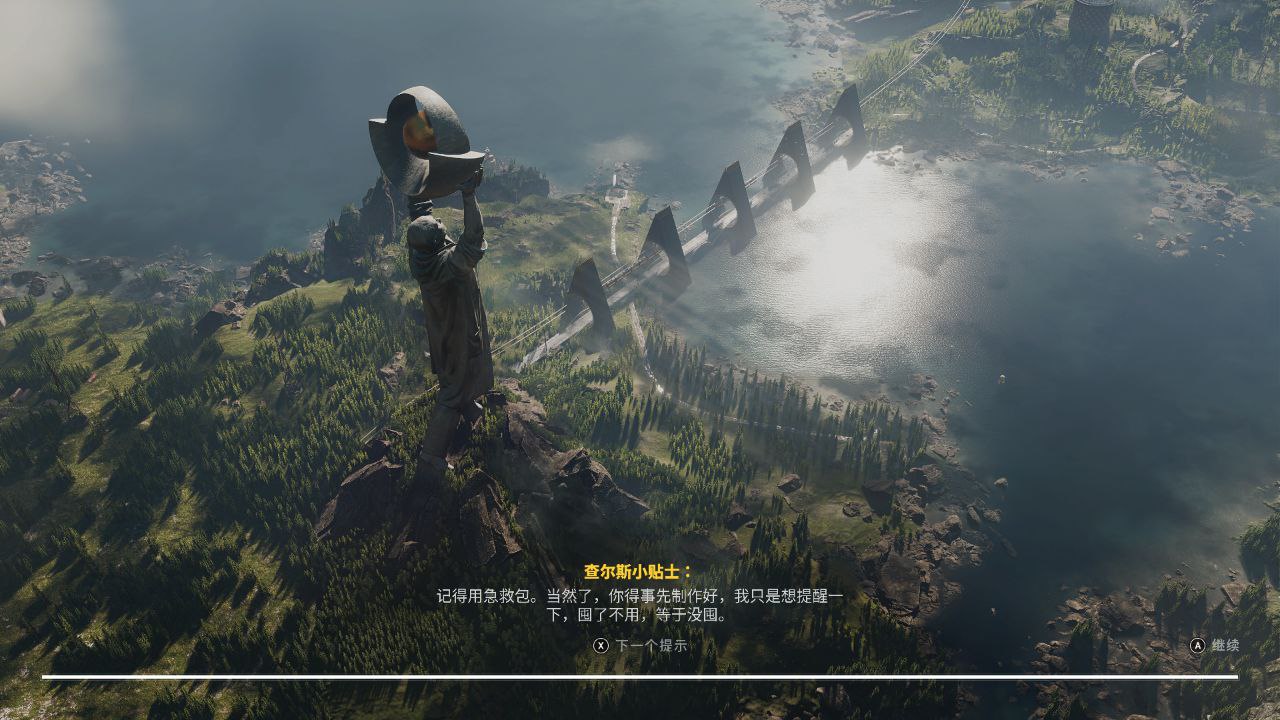 查尔斯小贴士：
记得用急救包。当然了，你得事先制作好，我只是想提醒一
下，囤了不用，等于没囤。
X 下一个提示
A 继续